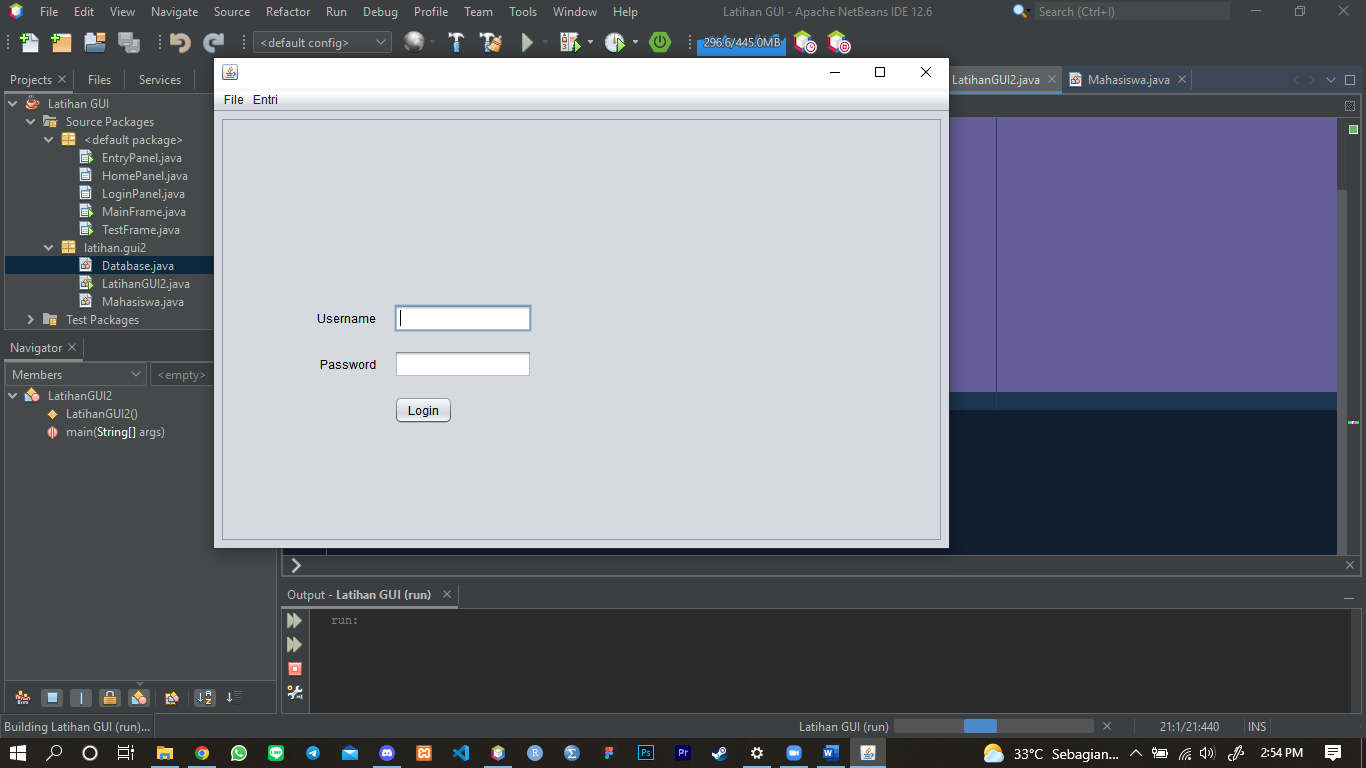 File Edit View Navigate Source Refactor Run Debug Profile Team Tools Window Help
Latihan GUI - Apache NetBeans IDE 12.6
Search (Ctrl+I)
<default config>
296.6/445.0MB
Projects Files Services
LatihanGUI2.java
Mahasiswa.java
Latihan GUI
Source Packages
<default package>
EntryPanel.java
HomePanel.java
LoginPanel.java
MainFrame.java
TestFrame.java
latihan.gui2
Database.java
LatihanGUI2.java
Mahasiswa.java
Test Packages
File Entri
Username
Password
Login
Navigator
Members
<empty>
LatihanGUI2
LatihanGUI2()
main(String[] args)
Output - Latihan GUI (run)
run:
Building Latihan GUI (run)...
Latihan GUI (run)
21:1/21:440
INS
33°C Sebagian...
2:54 PM